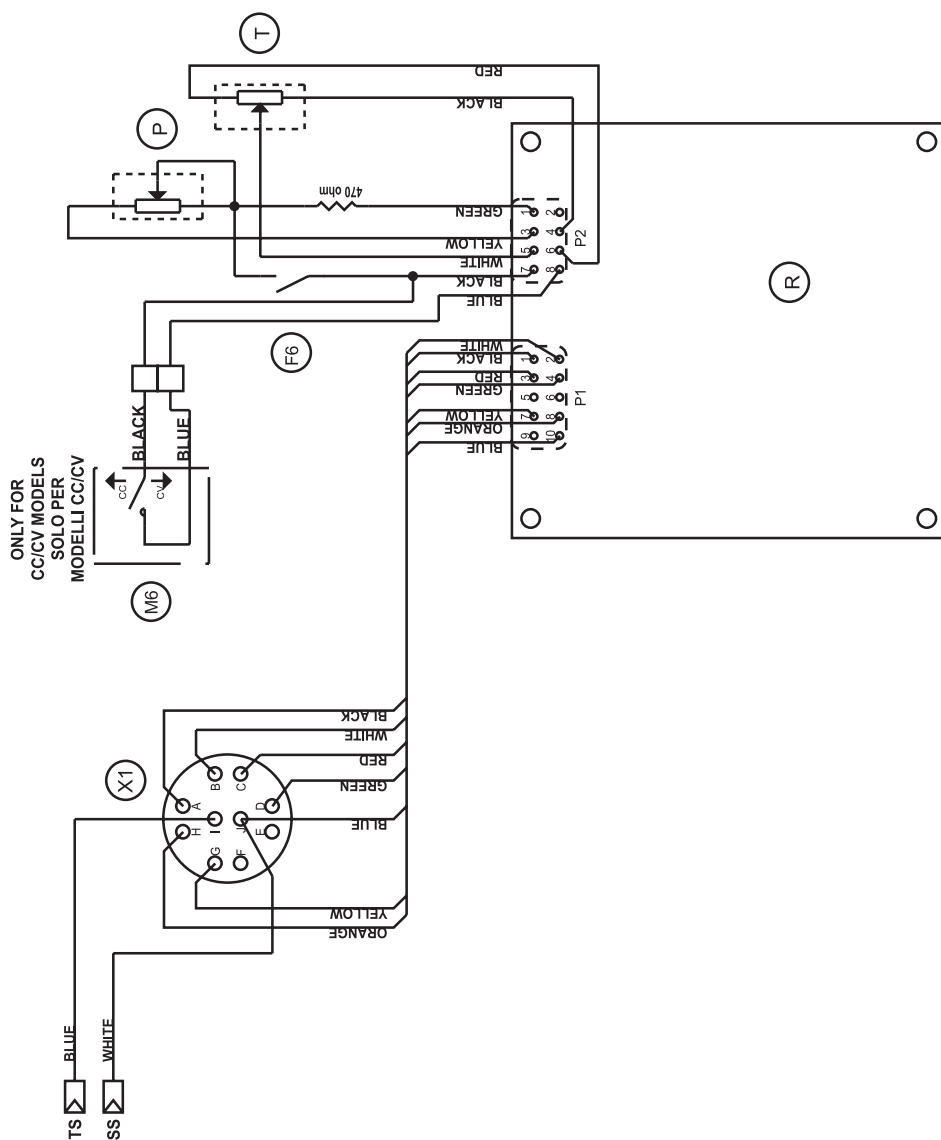 T
P
RED
BLACK
470 ohm
GREEN
YELLOW
WHITE
BLACK
BLUE
1
2
3
4
5
6
7
8
P2
R
F6
WHITE
BLACK
RED
GREEN
YELLOW
ORANGE
BLUE
1
2
3
4
5
6
7
8
9
10
P1
BLACK
BLUE
ONLY FOR
CC/CV MODELS
SOLO PER
MODELLI CC/CV
CC
CV
M6
X1
BLACK
WHITE
RED
GREEN
BLUE
YELLOW
ORANGE
A
B
C
D
E
F
G
H
I
J
BLUE
WHITE
TS
SS